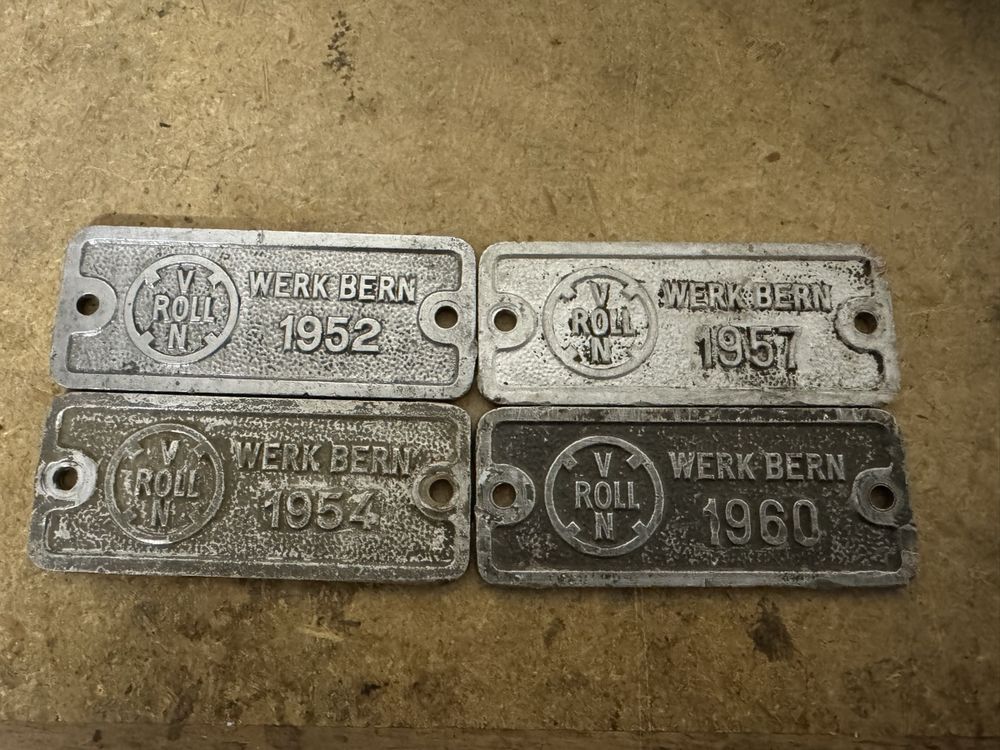 V
ROLL
N
WERK BERN
1952
V
ROLL
N
WERK BERN
1957
V
ROLL
N
WERK BERN
1954
V
ROLL
N
WERK BERN
1960